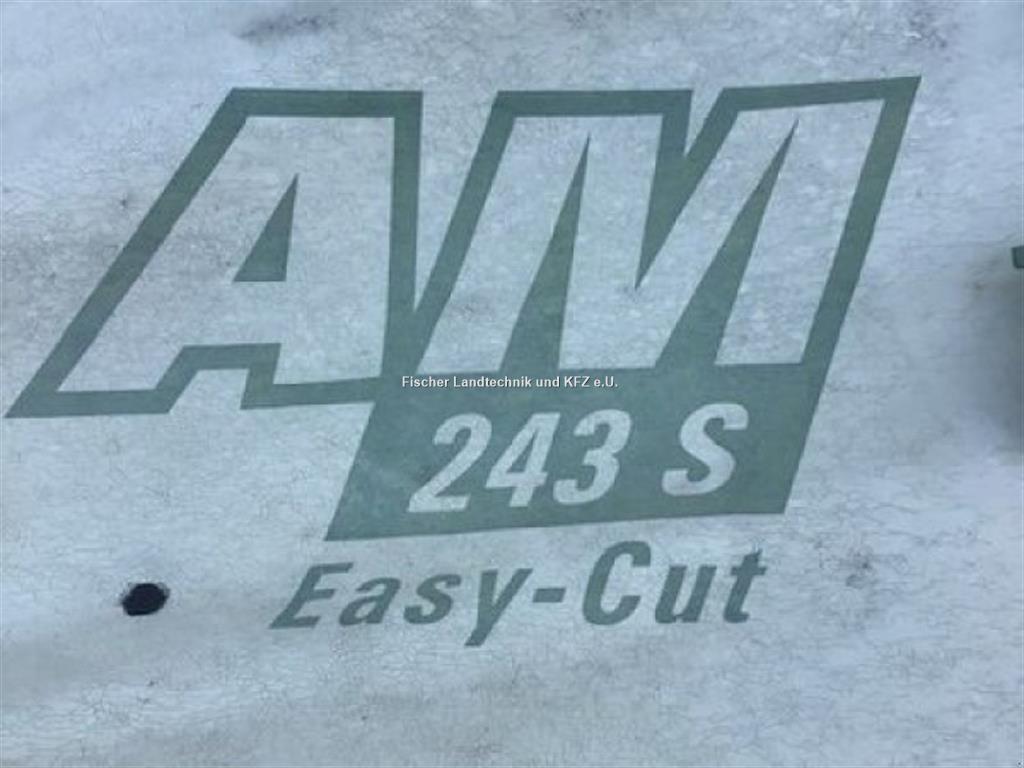 AM
Fischer Landtechnik und KFZ e.U.
243 S
Easy-Cut